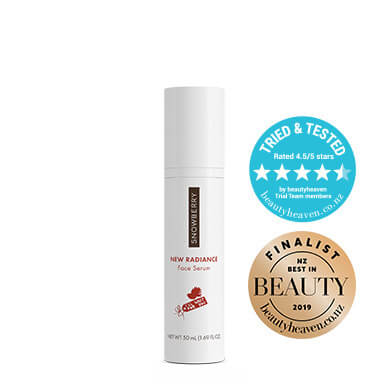 SNOWBERRY
NEW RADIANCE
Face Serum
NET WT 50 mL (1.69 FL OZ
TRIED & TESTED
Rated 4.5/5 stars
by beautyheaven
Trial Team members
beautyheaven.co.nz
FINALIST
NZ
BEST IN
BEAUTY
2019
beautyheaven.co.nz